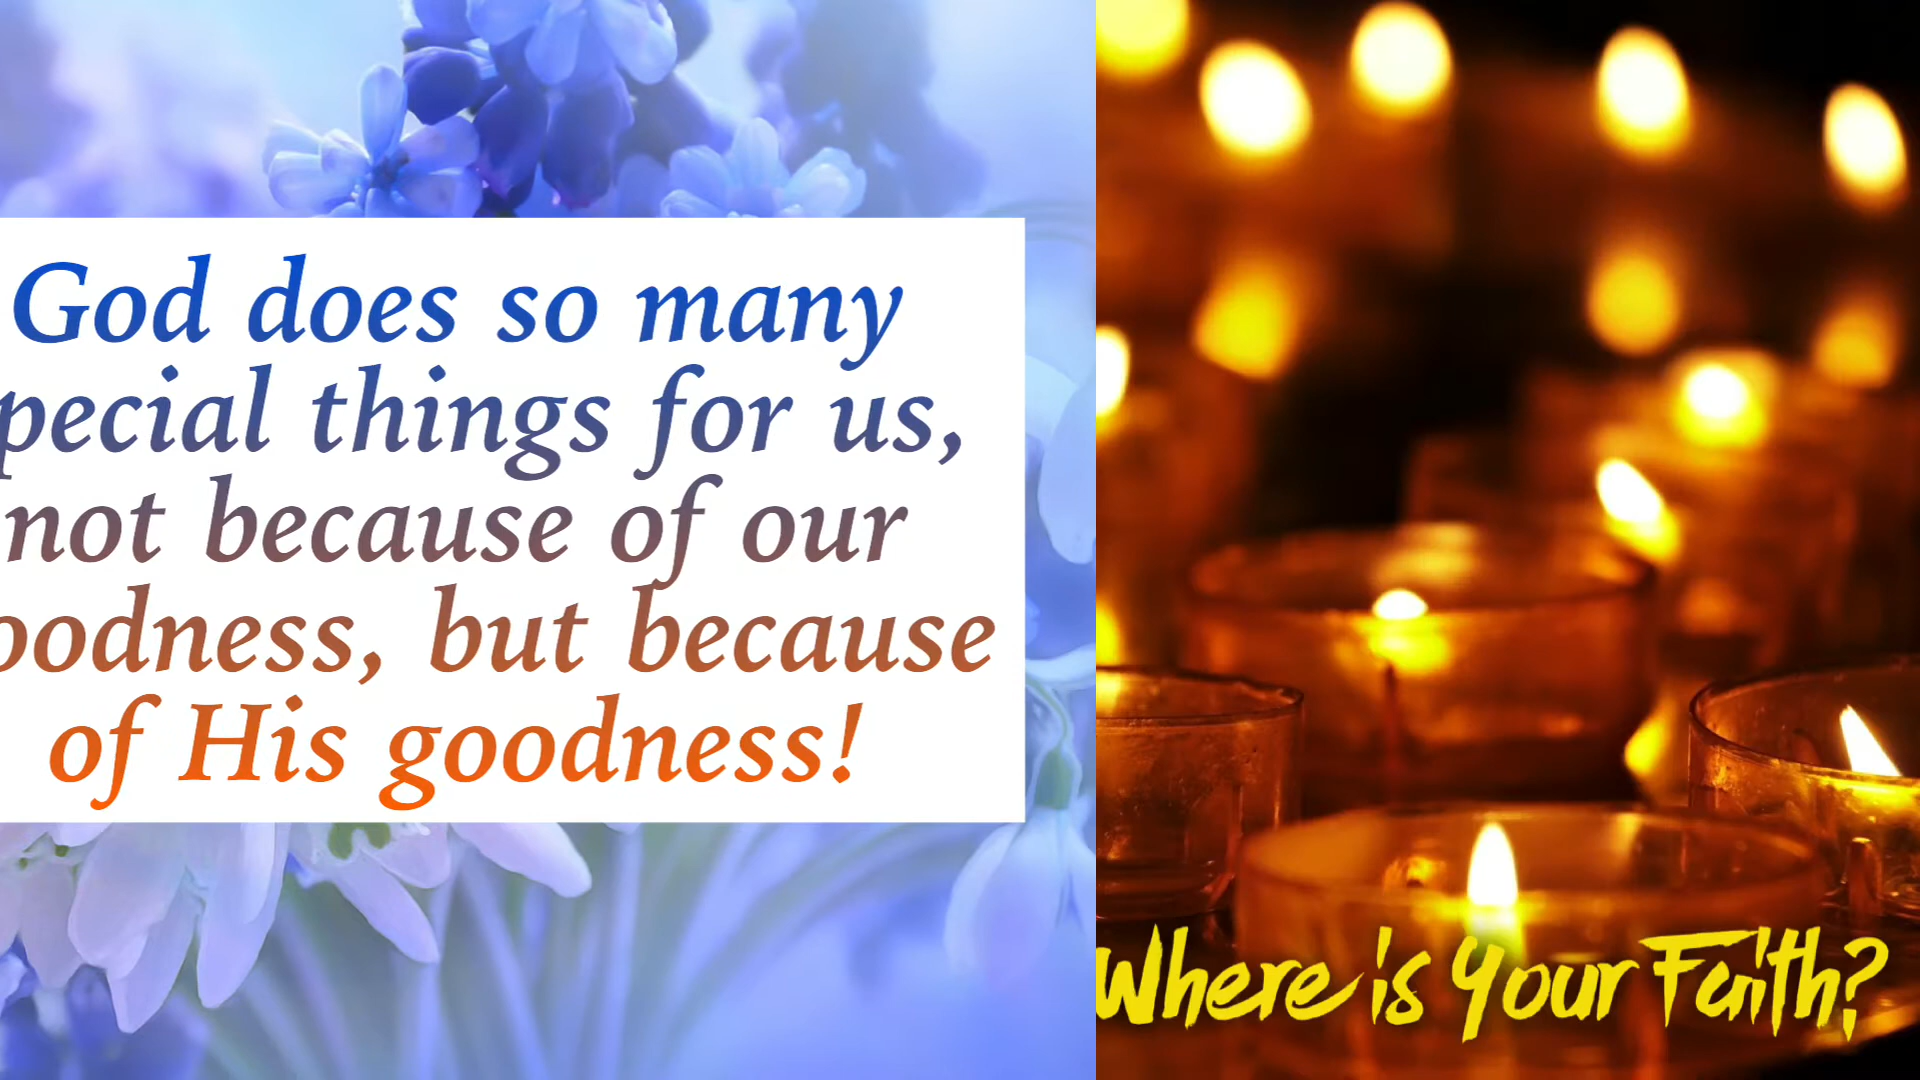 God does so many
pecial things for us,
not because of our
oodness, but because
of His goodness!
Where is Your Faith?